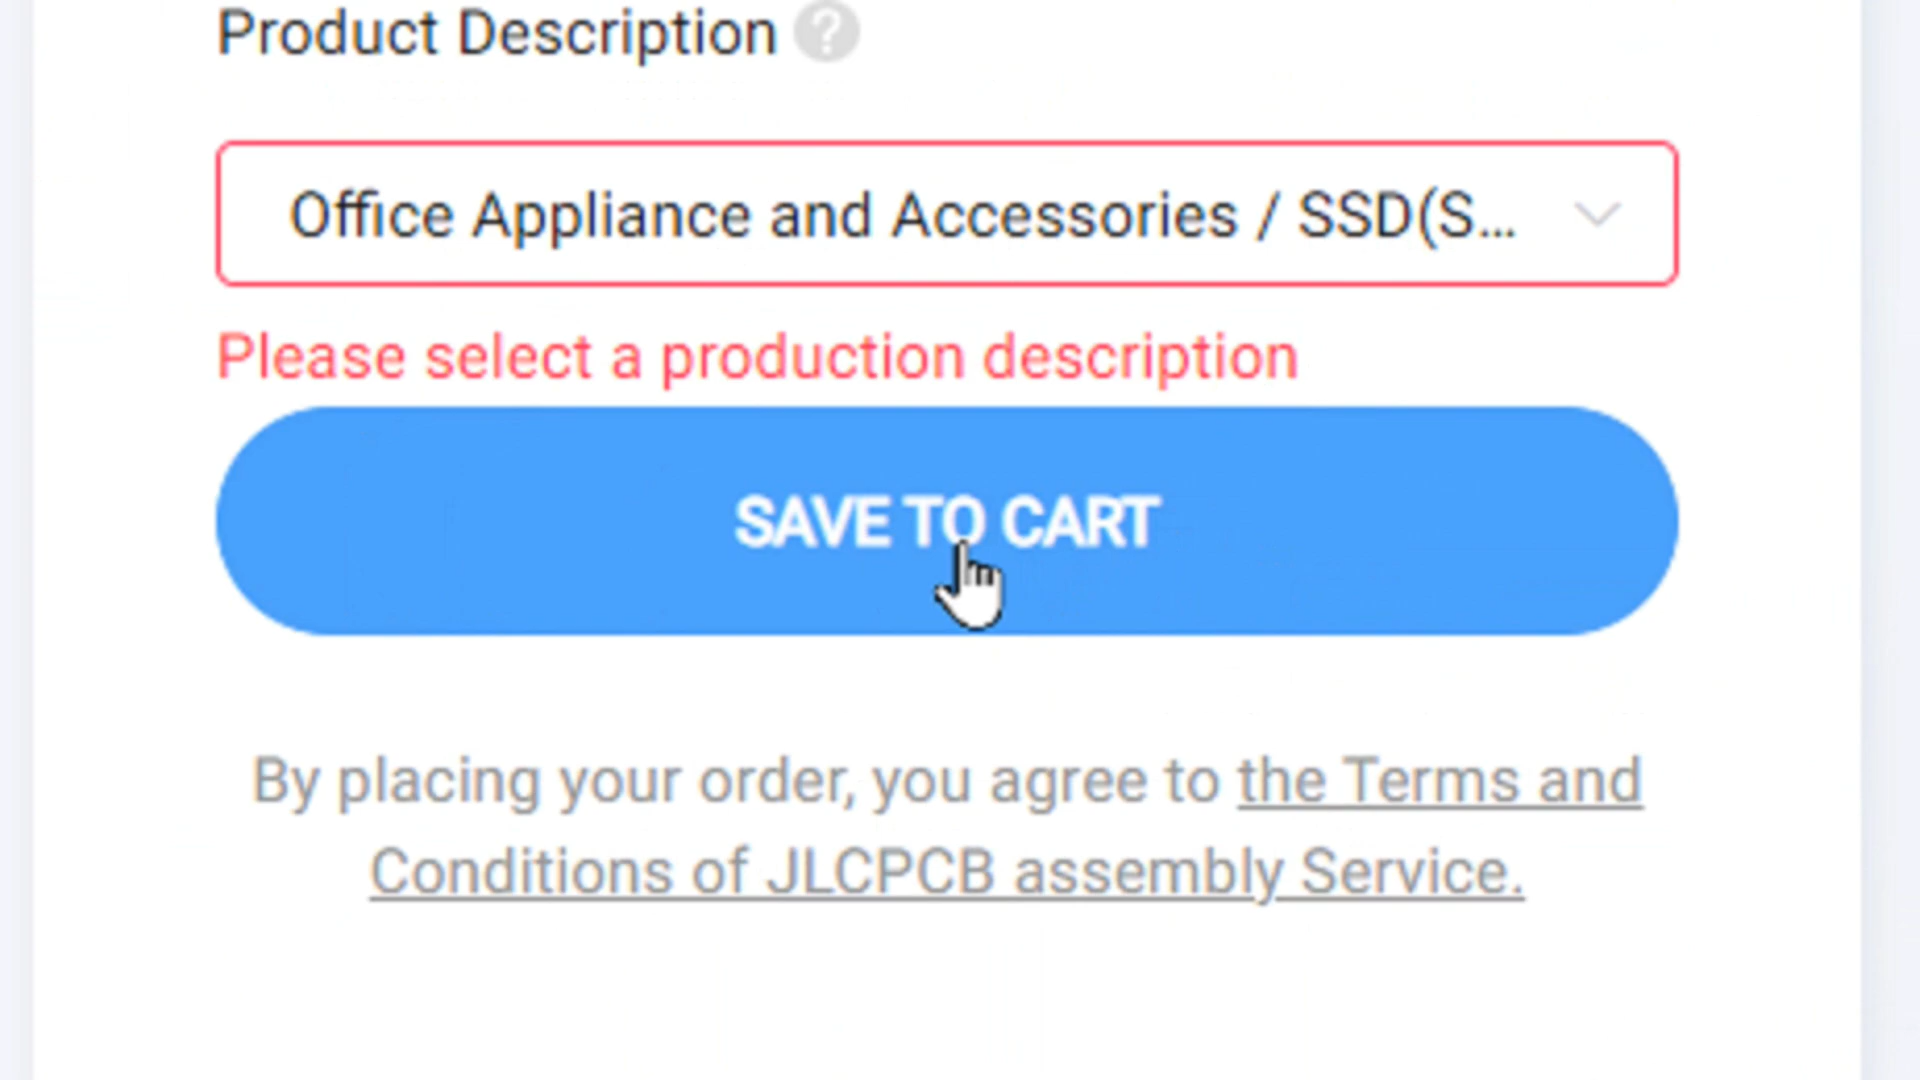 Product Description ?
Office Appliance and Accessories / SSD(S...
Please select a production description
SAVE TO CART
By placing your order, you agree to the Terms and
Conditions of JLCPCB assembly Service.